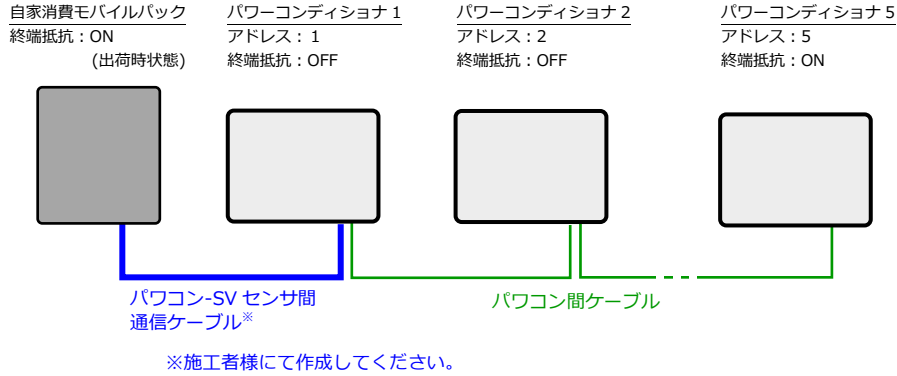 自家消費モバイルパック
終端抵抗：ON
(出荷時状態)
パワーコンディショナ 1
アドレス：1
終端抵抗：OFF
パワーコンディショナ 2
アドレス：2
終端抵抗：OFF
パワーコンディショナ 5
アドレス：5
終端抵抗：ON
パワコン-SV センサ間
通信ケーブル※
パワコン間ケーブル
※施工者様にて作成してください。